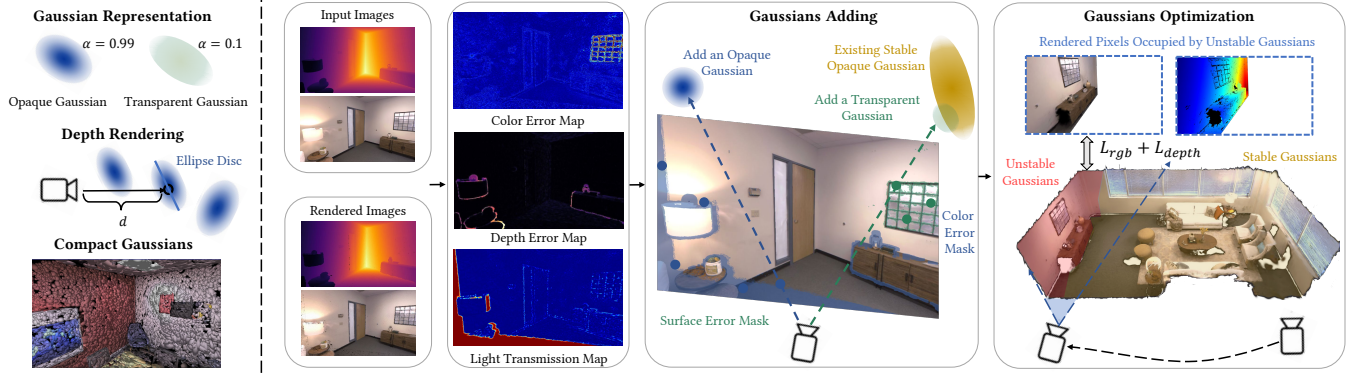 Gaussian Representation
α = 0.99
α = 0.1
Opaque Gaussian
Transparent Gaussian
Depth Rendering
Ellipse Disc
d
Compact Gaussians
Input Images
Rendered Images
Color Error Map
Depth Error Map
Light Transmission Map
Gaussians Adding
Add an Opaque
Gaussian
Existing Stable
Opaque Gaussian
Add a Transparent
Gaussian
Color
Error
Mask
Surface Error Mask
Gaussians Optimization
Rendered Pixels Occupied by Unstable Gaussians
L_rgb + L_depth
Unstable
Gaussians
Stable Gaussians